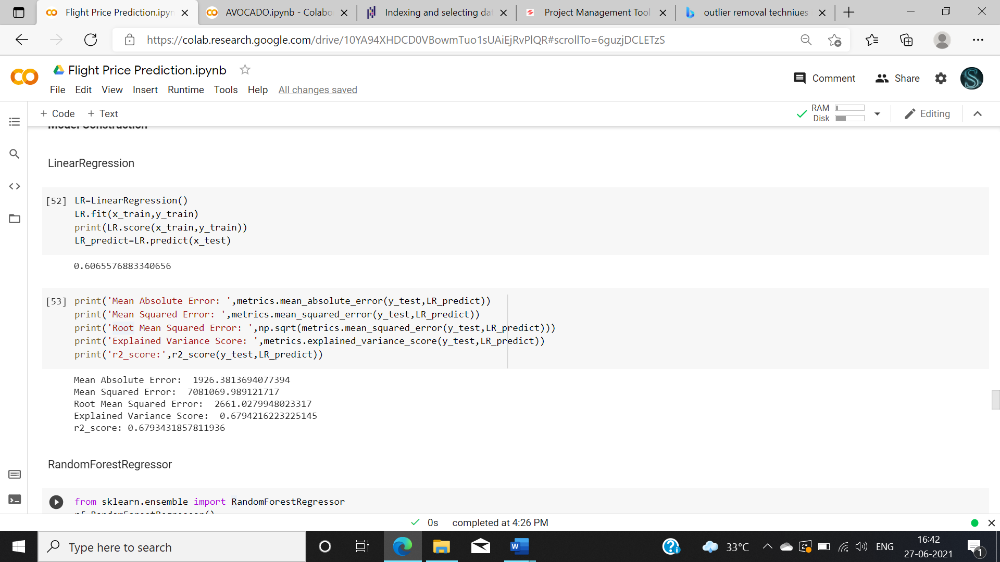 Flight Price Prediction.ipyn
AVOCADO.ipynb - Colabo
Indexing and selecting dat
Project Management Tool
outlier removal techniues
https://colab.research.google.com/drive/10YA94XHDCD0VBowmTuo1sUAiEjRvPlQR#scrollTo=6guzjDCLETzS
Flight Price Prediction.ipynb
Comment
Share
File Edit View Insert Runtime Tools Help All changes saved
+ Code + Text
RAM
Disk
Editing
Model Construction
LinearRegression
[52] LR=LinearRegression()
LR.fit(x_train,y_train)
print(LR.score(x_train,y_train))
LR_predict=LR.predict(x_test)
0.6065576883340656
[53] print('Mean Absolute Error: ',metrics.mean_absolute_error(y_test,LR_predict))
print('Mean Squared Error: ',metrics.mean_squared_error(y_test,LR_predict))
print('Root Mean Squared Error: ',np.sqrt(metrics.mean_squared_error(y_test,LR_predict)))
print('Explained Variance Score: ',metrics.explained_variance_score(y_test,LR_predict))
print('r2_score:',r2_score(y_test,LR_predict))
Mean Absolute Error:  1926.3813694077394
Mean Squared Error:  7081069.989121717
Root Mean Squared Error:  2661.0279948023317
Explained Variance Score:  0.6794216223225145
r2_score: 0.6793431857811936
RandomForestRegressor
from sklearn.ensemble import RandomForestRegressor
rf=RandomForestRegressor()
0s completed at 4:26 PM
Type here to search
33°C
ENG
16:42
27-06-2021
1